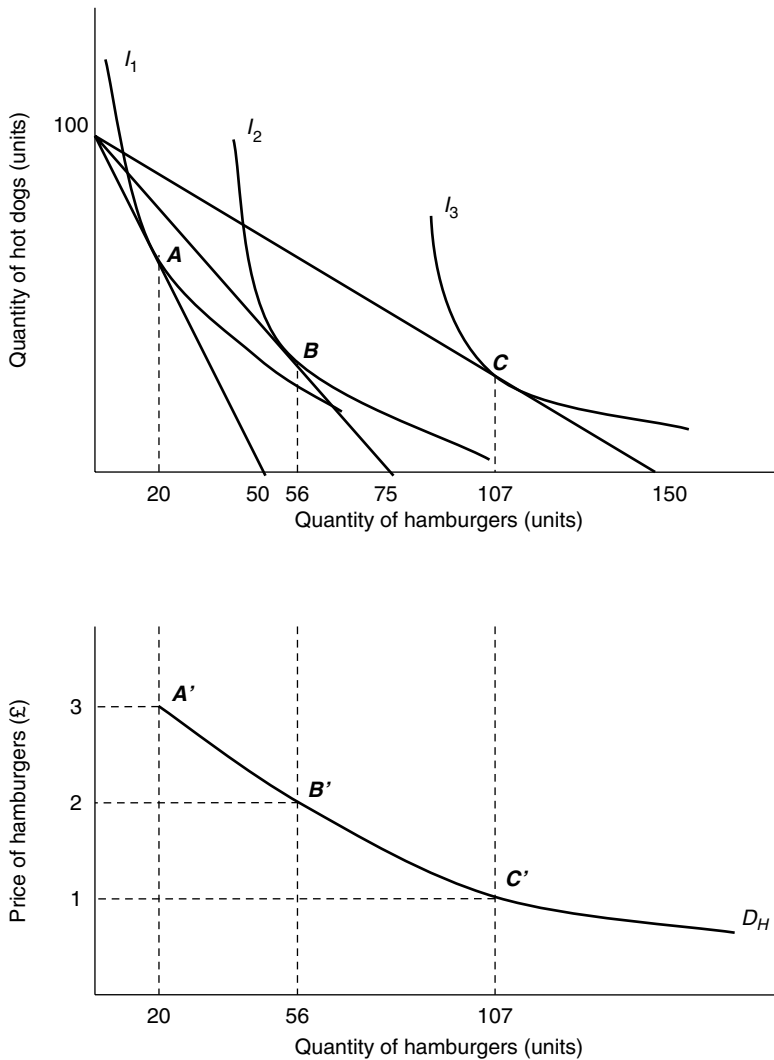 I1
I2
100
I3
A
B
C
Quantity of hot dogs (units)
20 50 56 75 107 150
Quantity of hamburgers (units)
3
A’
2
B’
1
C’
DH
Price of hamburgers (£)
20 56 107
Quantity of hamburgers (units)